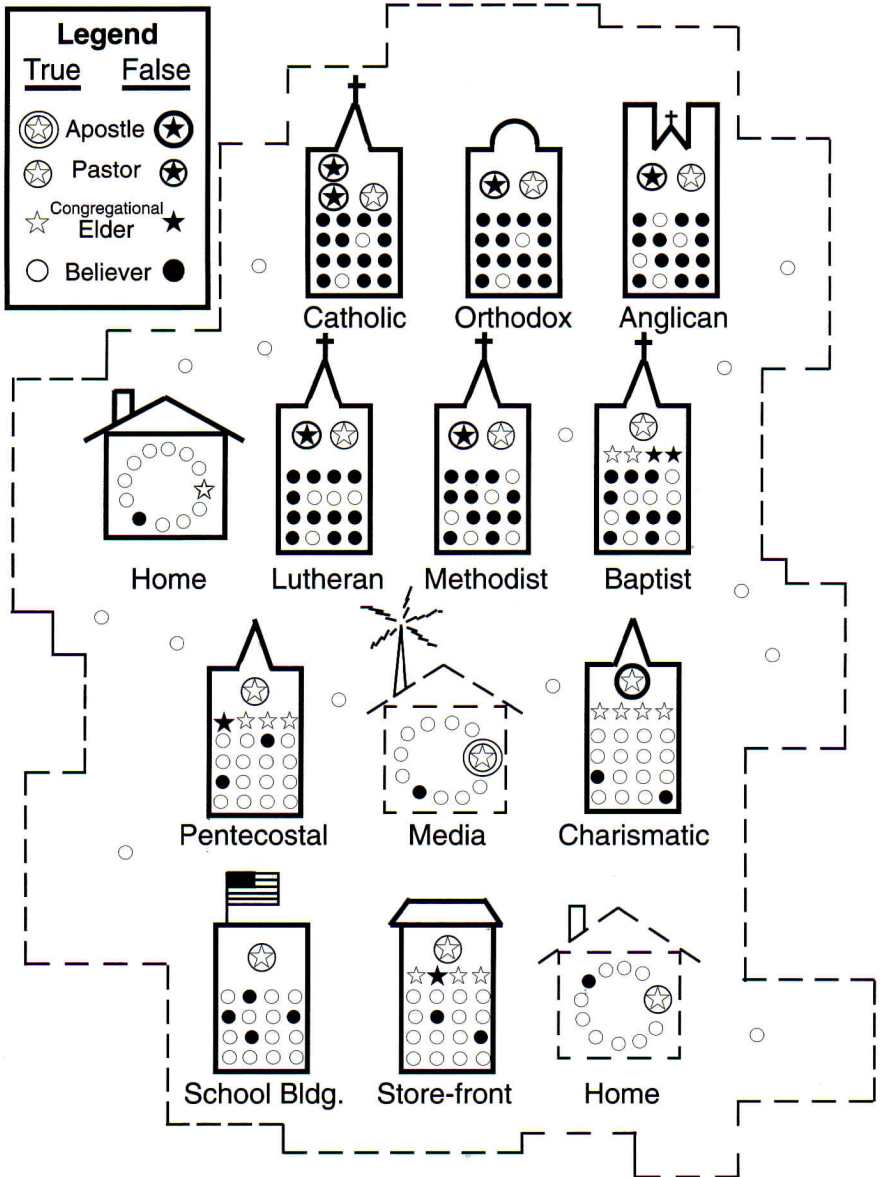 Legend
True False
Apostle
Pastor
Congregational
Elder
Believer
Catholic Orthodox Anglican
Home Lutheran Methodist Baptist
Pentecostal Media Charismatic
School Bldg. Store-front Home